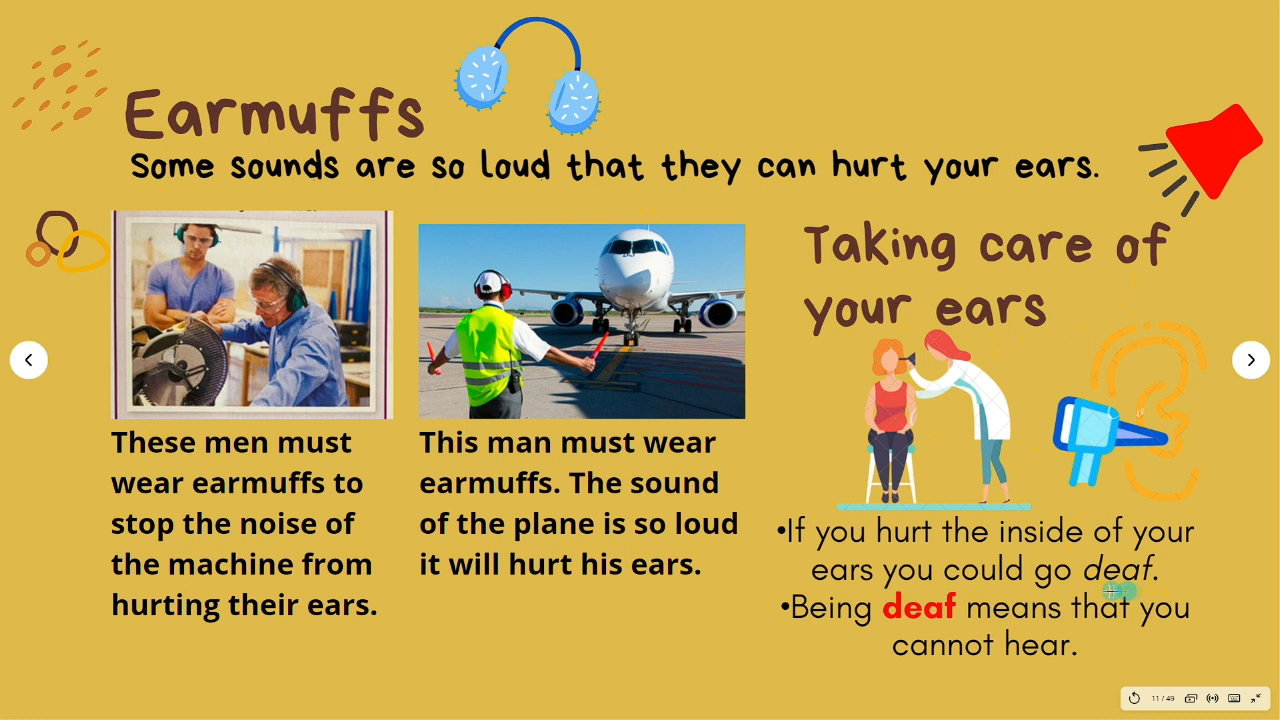 Earmuffs
Some sounds are so loud that they can hurt your ears.
These men must
wear earmuffs to
stop the noise of
the machine from
hurting their ears.
This man must wear
earmuffs. The sound
of the plane is so loud
it will hurt his ears.
Taking care of
your ears
•If you hurt the inside of your
ears you could go deaf.
•Being deaf means that you
cannot hear.
11 / 49